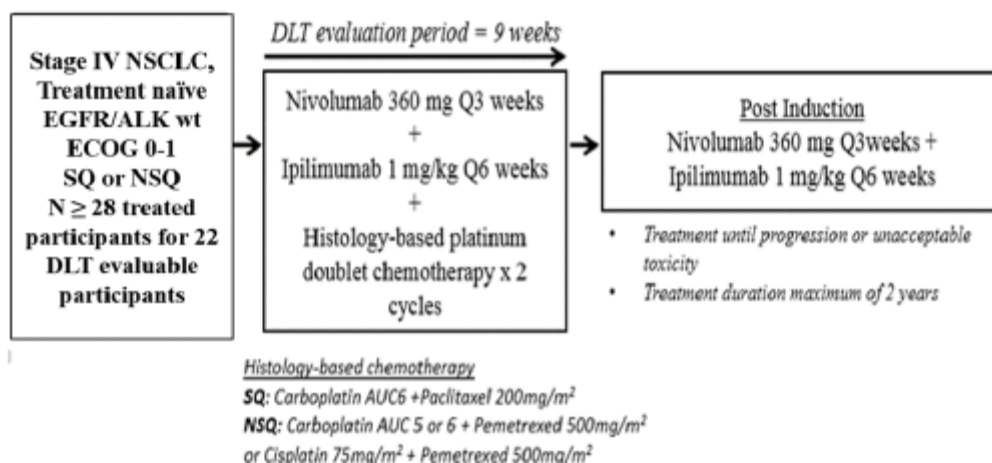 Stage IV NSCLC,
Treatment naïve
EGFR/ALK wt
ECOG 0-1
SQ or NSQ
N ≥ 28 treated
participants for 22
DLT evaluable
participants
DLT evaluation period = 9 weeks
Nivolumab 360 mg Q3 weeks
+
Ipilimumab 1 mg/kg Q6 weeks
+
Histology-based platinum
doublet chemotherapy x 2
cycles
Post Induction
Nivolumab 360 mg Q3weeks +
Ipilimumab 1 mg/kg Q6 weeks
• Treatment until progression or unacceptable
toxicity
• Treatment duration maximum of 2 years
Histology-based chemotherapy
SQ: Carboplatin AUC6 +Paclitaxel 200mg/m²
NSQ: Carboplatin AUC 5 or 6 + Pemetrexed 500mg/m²
or Cisplatin 75mg/m² + Pemetrexed 500mg/m²